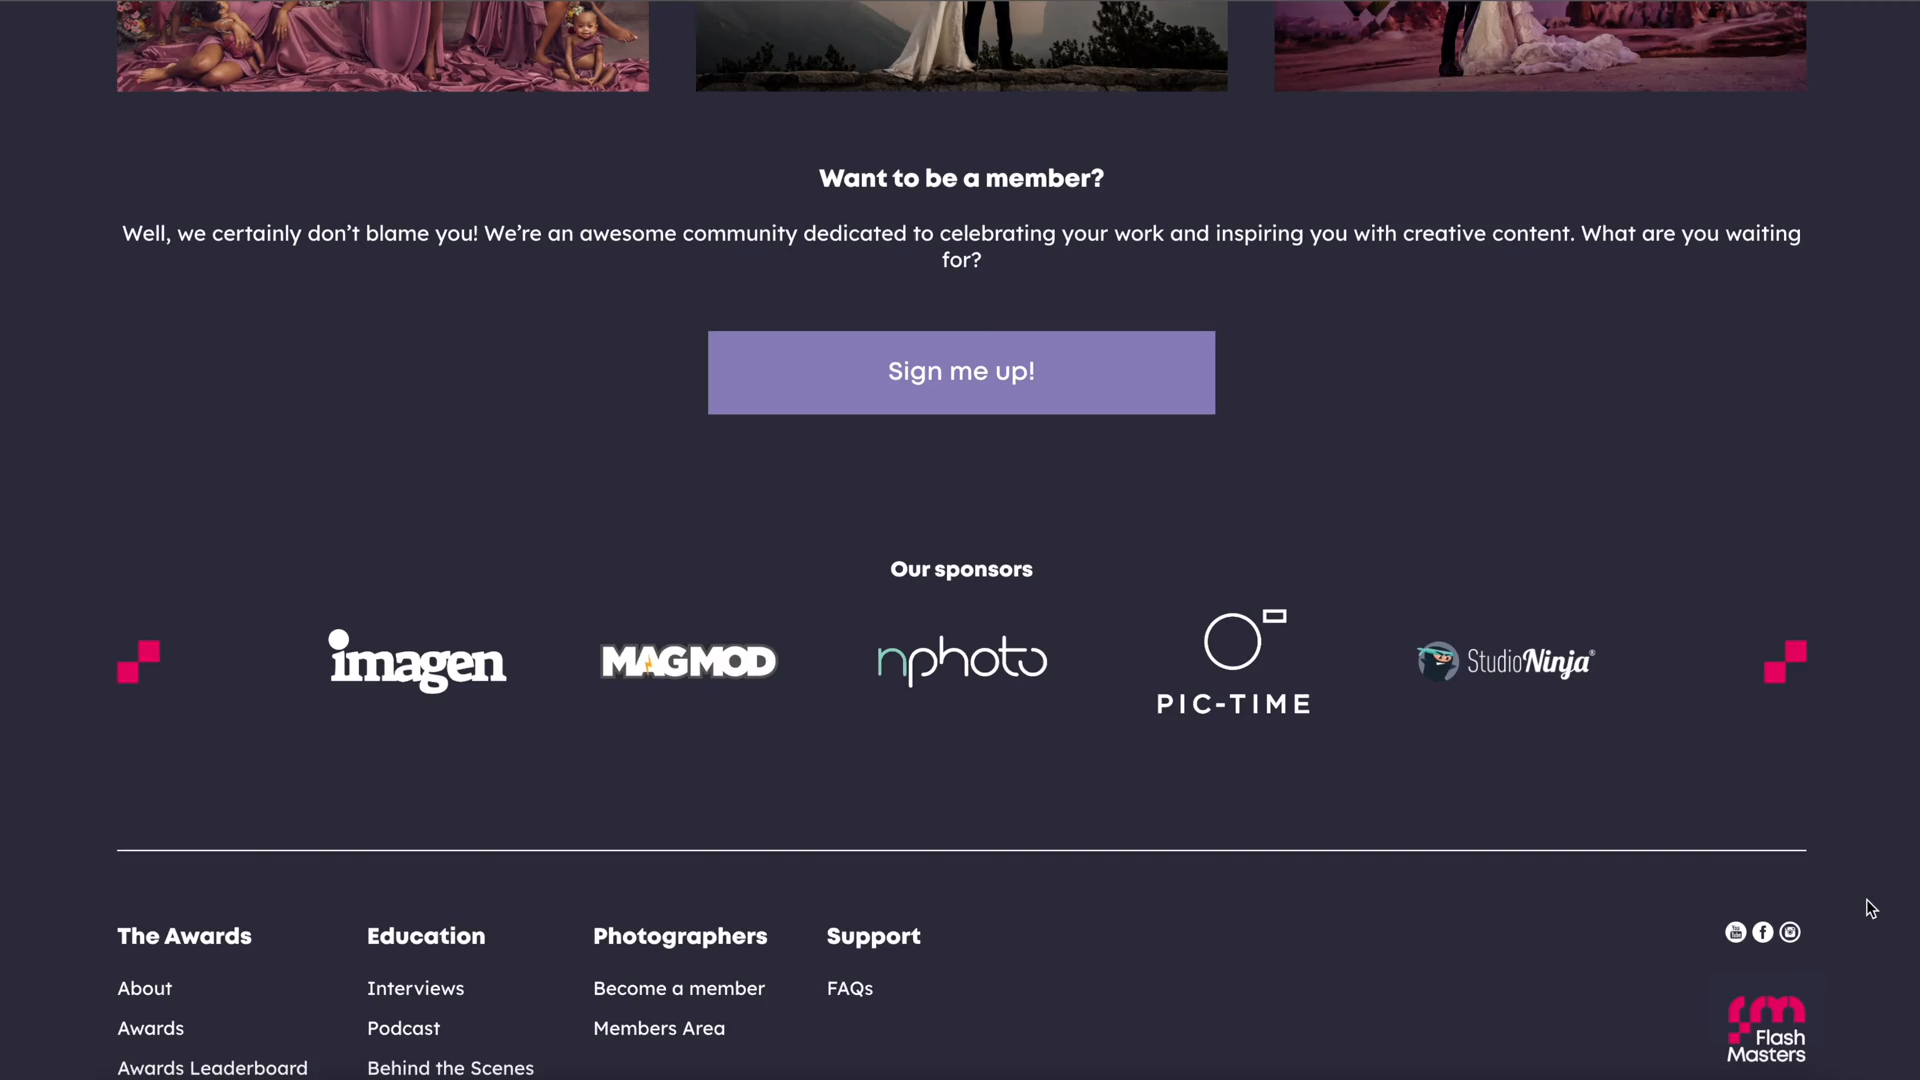 Want to be a member?
Well, we certainly don’t blame you! We’re an awesome community dedicated to celebrating your work and inspiring you with creative content. What are you waiting
for?
Sign me up!
Our sponsors
imagen
MAGMOD
nphoto
PIC-TIME
StudioNinja®
The Awards
Education
Photographers
Support
About
Interviews
Become a member
FAQs
Awards
Podcast
Members Area
Awards Leaderboard
Behind the Scenes
You Tube
f
fm
Flash
Masters